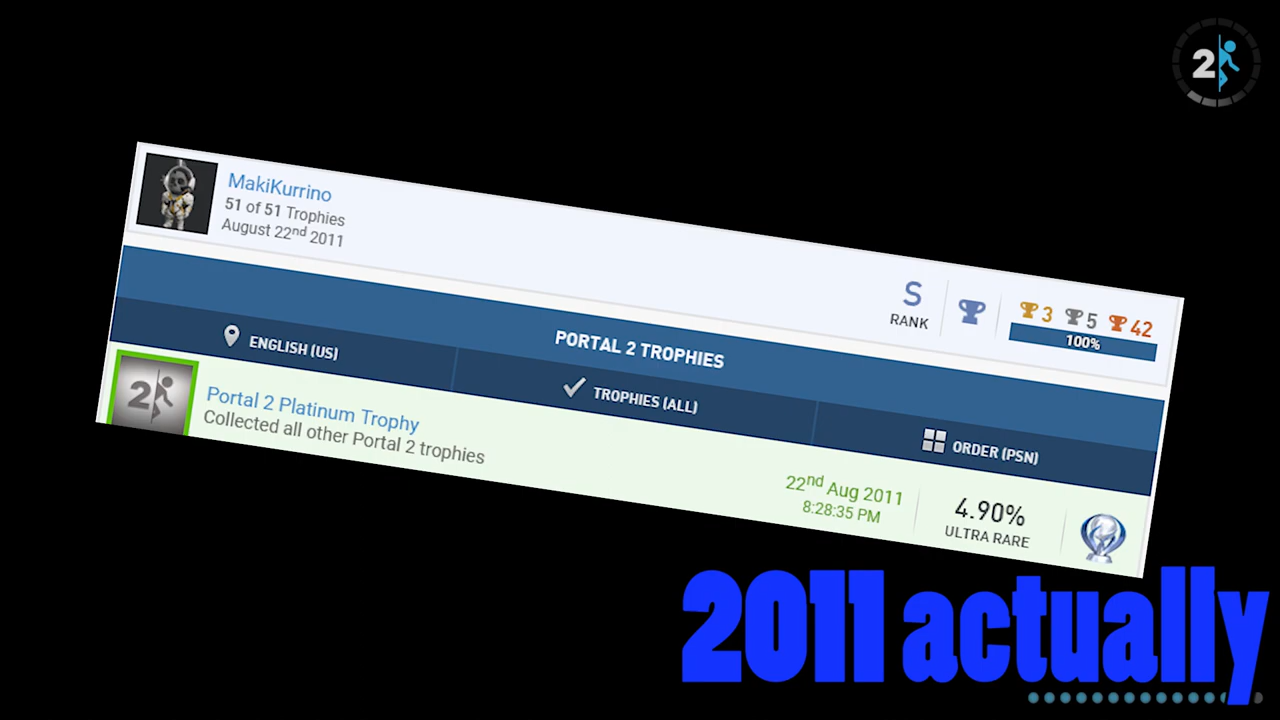 2
MakiKurrino
51 of 51 Trophies
August 22nd 2011
S
RANK
3 5 42
100%
PORTAL 2 TROPHIES
ENGLISH (US)
TROPHIES (ALL)
ORDER (PSN)
2
Portal 2 Platinum Trophy
Collected all other Portal 2 trophies
22nd Aug 2011
8:28:35 PM
4.90%
ULTRA RARE
2011 actually